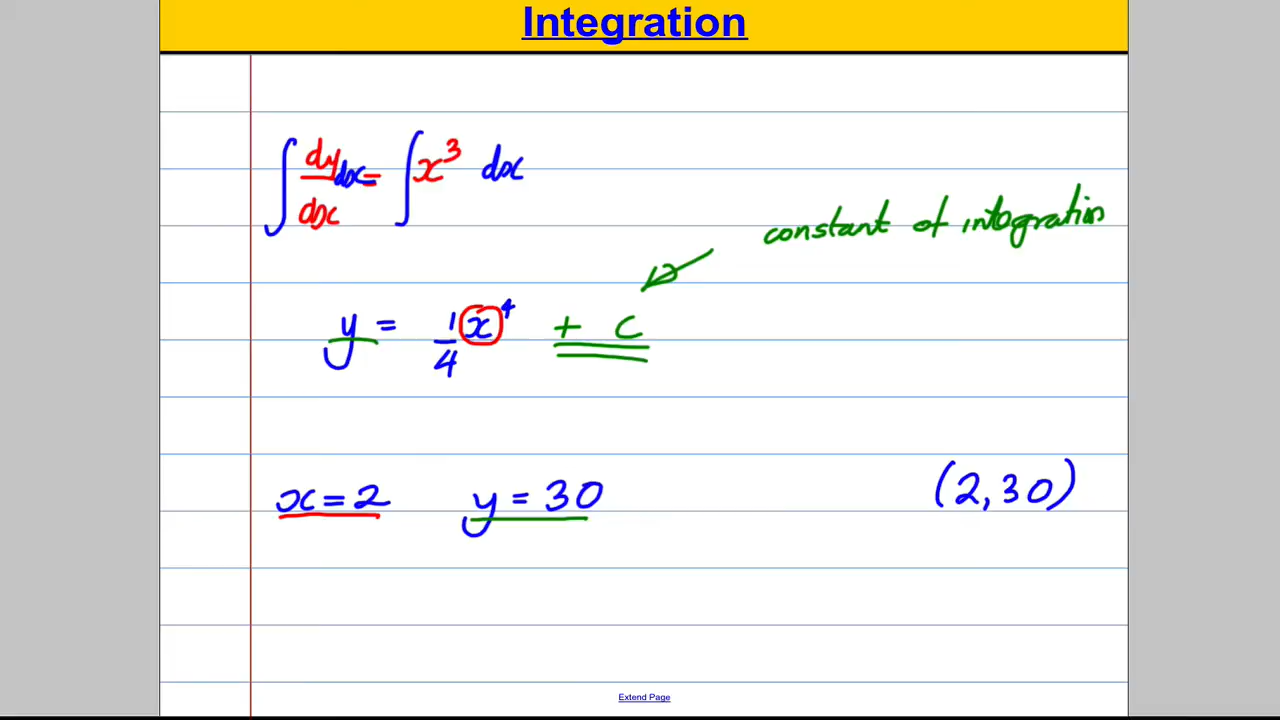 Integration
∫ dy/dx dx = ∫ x³ dx
constant of integration
y = 1/4 x⁴ + c
x = 2 y = 30 (2, 30)
Extend Page